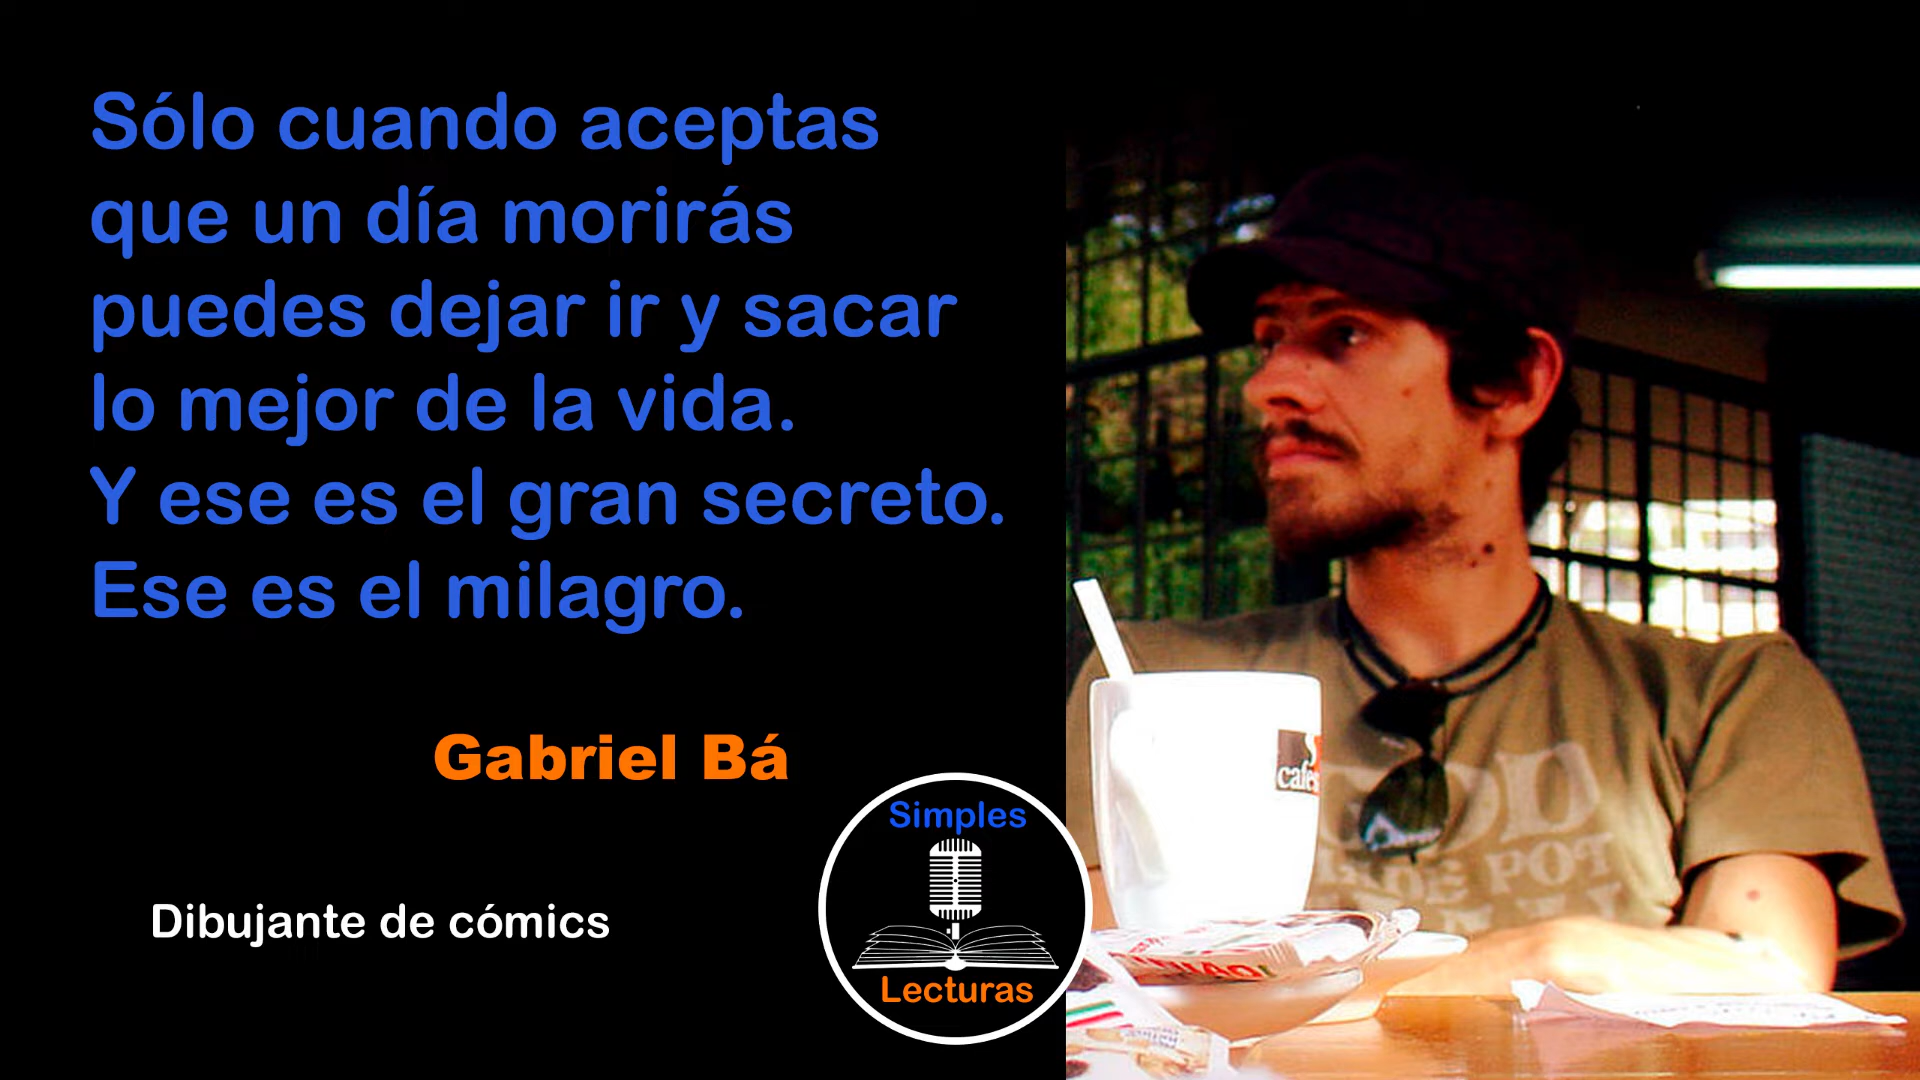 Sólo cuando aceptas
que un día morirás
puedes dejar ir y sacar
lo mejor de la vida.
Y ese es el gran secreto.
Ese es el milagro.
Gabriel Bá
Dibujante de cómics
Simples
Lecturas
POT